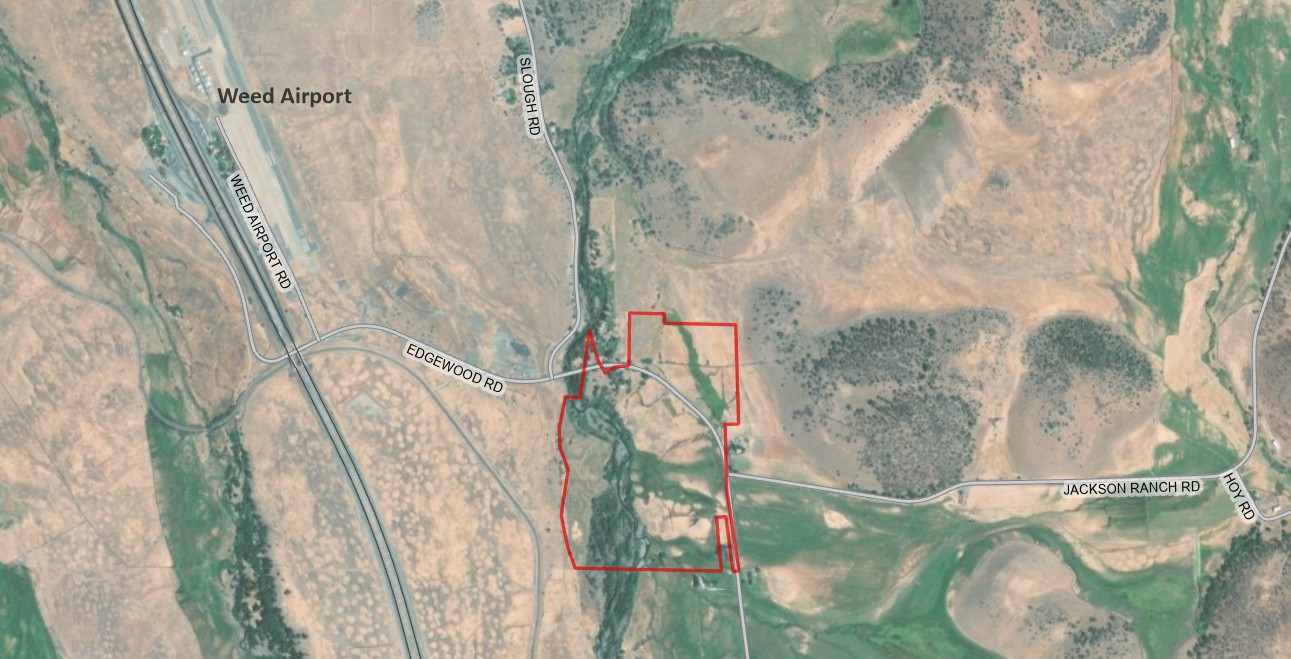 SLOUGH RD
Weed Airport
WEED AIRPORT RD
EDGEWOOD RD
JACKSON RANCH RD
HOY RD